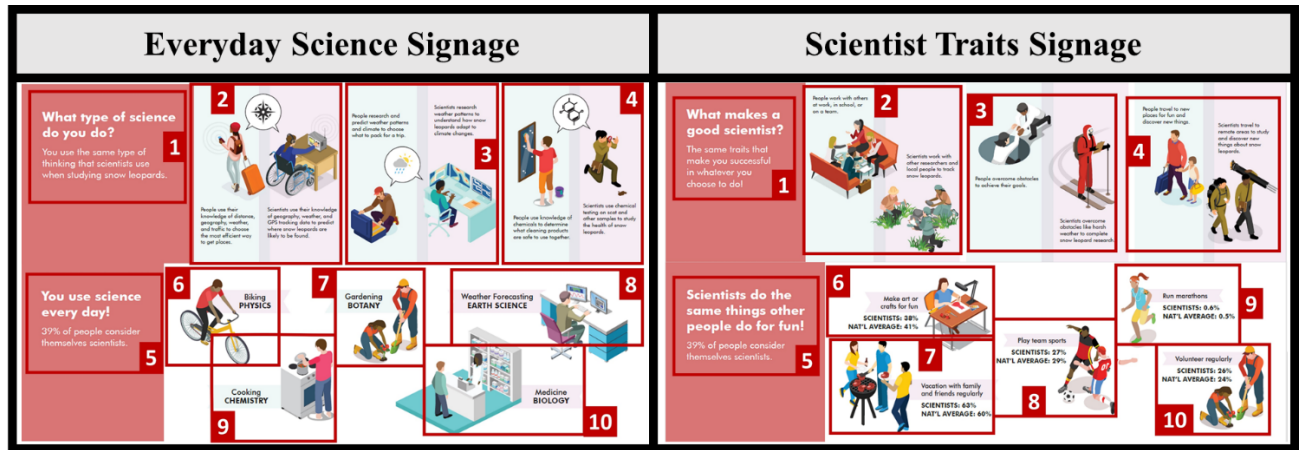 Everyday Science Signage
What type of science
do you do?
You use the same type of
thinking that scientists use
when studying snow leopards.
1
2
People use their
knowledge of distance,
geography, weather,
and traffic to choose
the most efficient way
to get places.
Scientists use their knowledge
of geography, weather, and
GPS tracking data to predict
where snow leopards are
likely to be found.
People research and
predict weather patterns
and climate to choose
what to pack for a trip.
Scientists research
weather patterns to
understand how snow
leopards adapt to
climate changes.
3
4
People use knowledge of
chemicals to determine
what cleaning products
are safe to use together.
Scientists use chemical
testing on scat and
other samples to study
the health of snow
leopards.
You use science
every day!
39% of people consider
themselves scientists.
5
6
Biking
PHYSICS
7
Gardening
BOTANY
Weather Forecasting
EARTH SCIENCE
8
Cooking
CHEMISTRY
9
Medicine
BIOLOGY
10
Scientist Traits Signage
What makes a
good scientist?
The same traits that
make you successful
in whatever you
choose to do!
1
People work with others
at work, in school, or
on a team.
2
Scientists work with
other researchers and
local people to track
snow leopards.
3
People overcome obstacles
to achieve their goals.
Scientists overcome
obstacles like harsh
weather to complete
snow leopard research.
People travel to new
places for fun and
discover new things.
4
Scientists travel to
remote areas to study
and discover new
things about snow
leopards.
Scientists do the
same things other
people do for fun!
39% of people consider
themselves scientists.
5
6
Make art or
crafts for fun
SCIENTISTS: 38%
NAT'L AVERAGE: 41%
7
Vacation with family
and friends regularly
SCIENTISTS: 63%
NAT'L AVERAGE: 60%
Play team sports
SCIENTISTS: 27%
NAT'L AVERAGE: 29%
8
Run marathons
SCIENTISTS: 0.6%
NAT'L AVERAGE: 0.5%
9
Volunteer regularly
SCIENTISTS: 26%
NAT'L AVERAGE: 24%
10